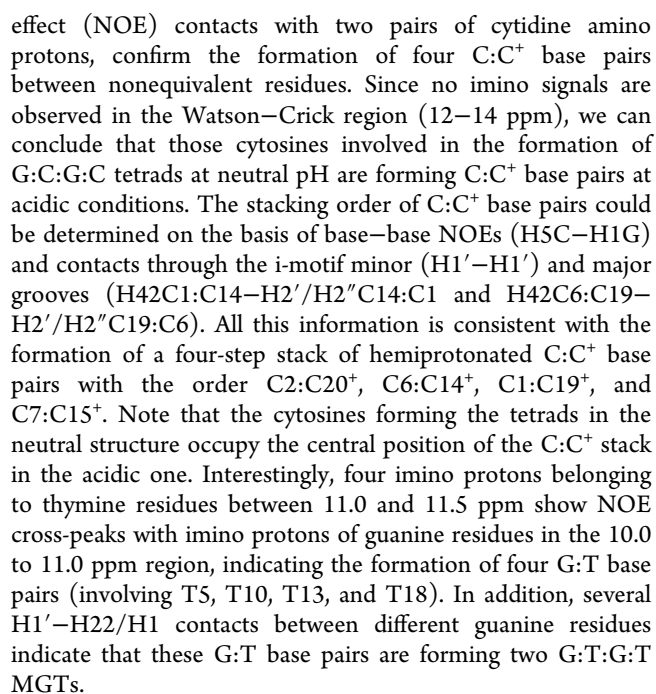 effect (NOE) contacts with two pairs of cytidine amino
protons, confirm the formation of four C:C⁺ base pairs
between nonequivalent residues. Since no imino signals are
observed in the Watson−Crick region (12−14 ppm), we can
conclude that those cytosines involved in the formation of
G:C:G:C tetrads at neutral pH are forming C:C⁺ base pairs at
acidic conditions. The stacking order of C:C⁺ base pairs could
be determined on the basis of base−base NOEs (H5C−H1G)
and contacts through the i-motif minor (H1′−H1′) and major
grooves (H42C1:C14−H2′/H2″C14:C1 and H42C6:C19−
H2′/H2″C19:C6). All this information is consistent with the
formation of a four-step stack of hemiprotonated C:C⁺ base
pairs with the order C2:C20⁺, C6:C14⁺, C1:C19⁺, and
C7:C15⁺. Note that the cytosines forming the tetrads in the
neutral structure occupy the central position of the C:C⁺ stack
in the acidic one. Interestingly, four imino protons belonging
to thymine residues between 11.0 and 11.5 ppm show NOE
cross-peaks with imino protons of guanine residues in the 10.0
to 11.0 ppm region, indicating the formation of four G:T base
pairs (involving T5, T10, T13, and T18). In addition, several
H1′−H22/H1 contacts between different guanine residues
indicate that these G:T base pairs are forming two G:T:G:T
MGTs.